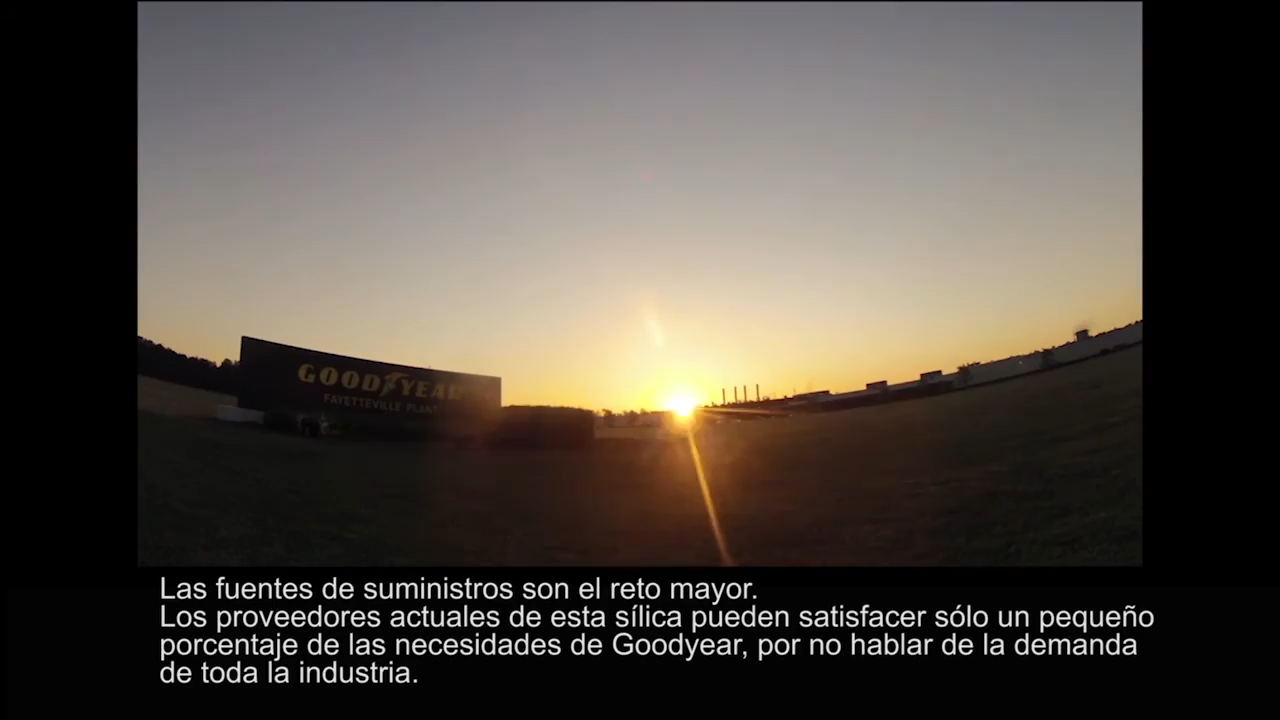 GOODYEAR
FAYETTEVILLE PLANT
Las fuentes de suministros son el reto mayor.
Los proveedores actuales de esta sílica pueden satisfacer sólo un pequeño
porcentaje de las necesidades de Goodyear, por no hablar de la demanda
de toda la industria.